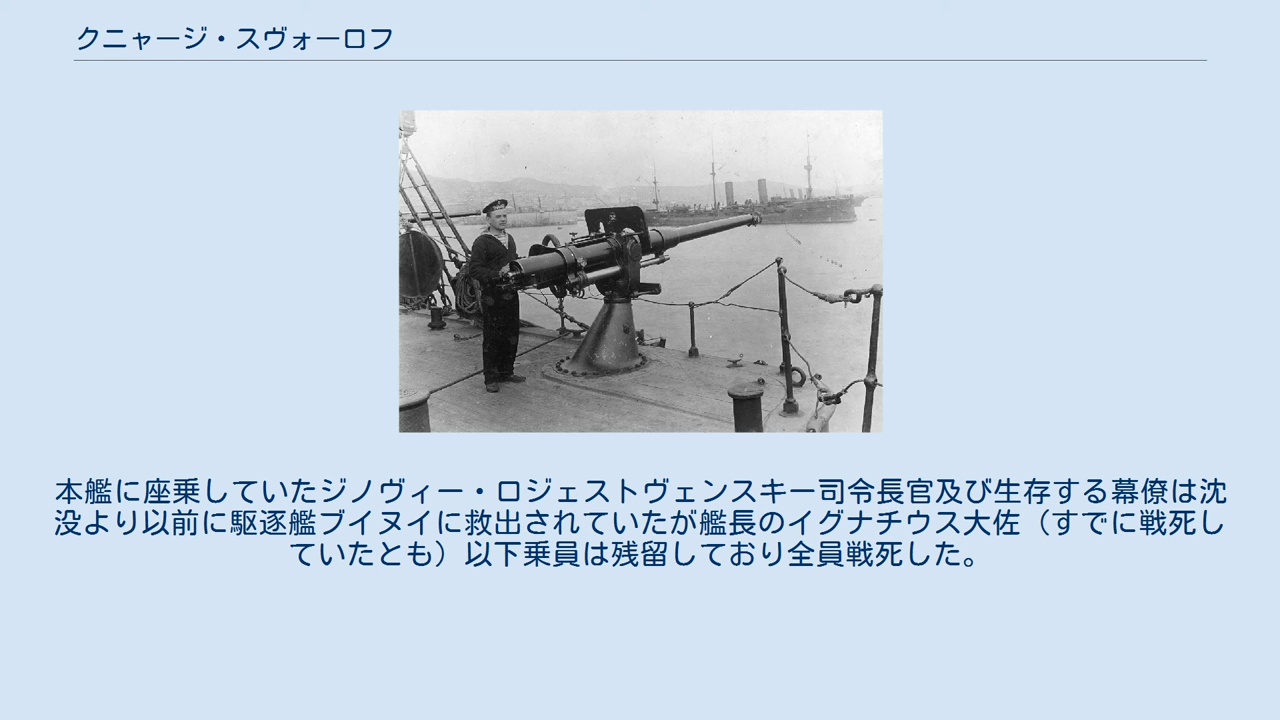 クニャージ・スヴォーロフ
本艦に座乗していたジノヴィー・ロジェストヴェンスキー司令長官及び生存する幕僚は沈
没より以前に駆逐艦ブイヌイに救出されていたが艦長のイグナチウス大佐（すでに戦死し
ていたとも）以下乗員は残留しており全員戦死した。